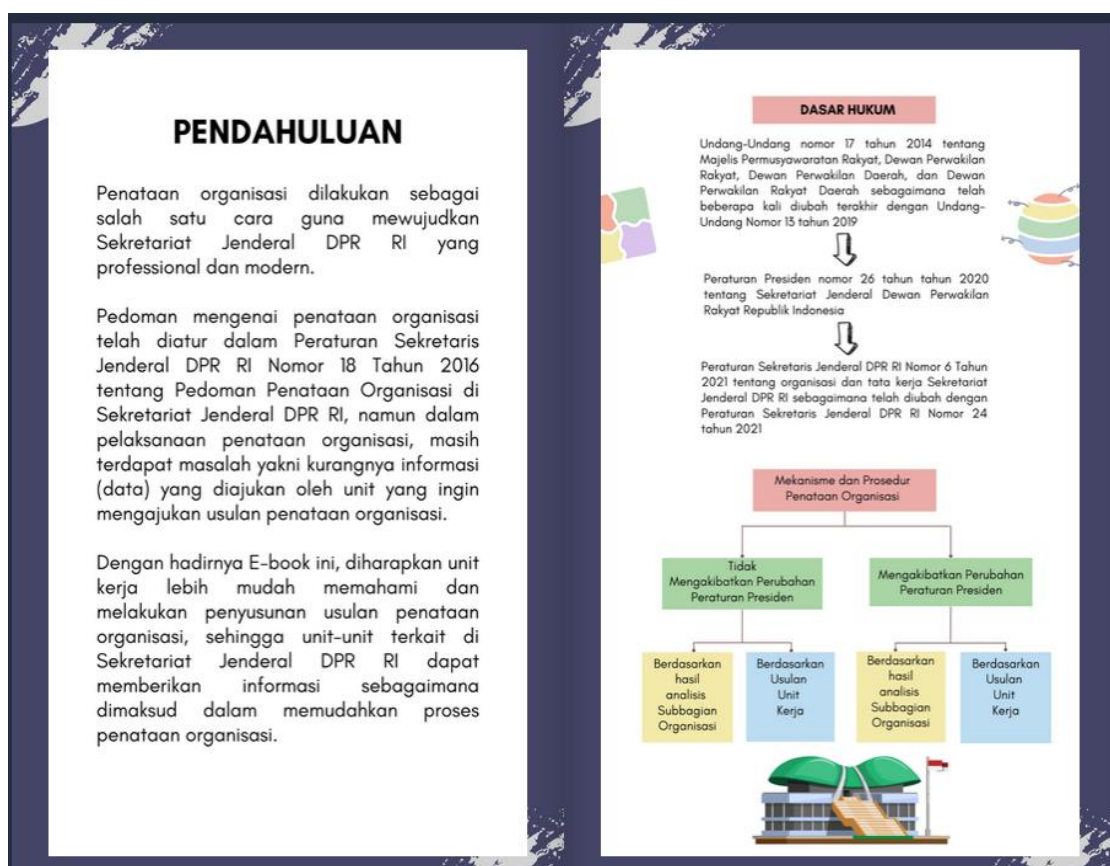 PENDAHULUAN
Penataan organisasi dilakukan sebagai
salah satu cara guna mewujudkan
Sekretariat Jenderal DPR RI yang
professional dan modern.
Pedoman mengenai penataan organisasi
telah diatur dalam Peraturan Sekretaris
Jenderal DPR RI Nomor 18 Tahun 2016
tentang Pedoman Penataan Organisasi di
Sekretariat Jenderal DPR RI, namun dalam
pelaksanaan penataan organisasi, masih
terdapat masalah yakni kurangnya informasi
(data) yang diajukan oleh unit yang ingin
mengajukan usulan penataan organisasi.
Dengan hadirnya E-book ini, diharapkan unit
kerja lebih mudah memahami dan
melakukan penyusunan usulan penataan
organisasi, sehingga unit-unit terkait di
Sekretariat Jenderal DPR RI dapat
memberikan informasi sebagaimana
dimaksud dalam memudahkan proses
penataan organisasi.
DASAR HUKUM
Undang-Undang nomor 17 tahun 2014 tentang
Majelis Permusyawaratan Rakyat, Dewan Perwakilan
Rakyat, Dewan Perwakilan Daerah, dan Dewan
Perwakilan Rakyat Daerah sebagaimana telah
beberapa kali diubah terakhir dengan Undang-
Undang Nomor 13 tahun 2019
Peraturan Presiden nomor 26 tahun tahun 2020
tentang Sekretariat Jenderal Dewan Perwakilan
Rakyat Republik Indonesia
Peraturan Sekretaris Jenderal DPR RI Nomor 6 Tahun
2021 tentang organisasi dan tata kerja Sekretariat
Jenderal DPR RI sebagaimana telah diubah dengan
Peraturan Sekretaris Jenderal DPR RI Nomor 24
tahun 2021
Mekanisme dan Prosedur
Penataan Organisasi
Tidak
Mengakibatkan Perubahan
Peraturan Presiden
Mengakibatkan Perubahan
Peraturan Presiden
Berdasarkan
hasil
analisis
Subbagian
Organisasi
Berdasarkan
Usulan
Unit
Kerja
Berdasarkan
hasil
analisis
Subbagian
Organisasi
Berdasarkan
Usulan
Unit
Kerja